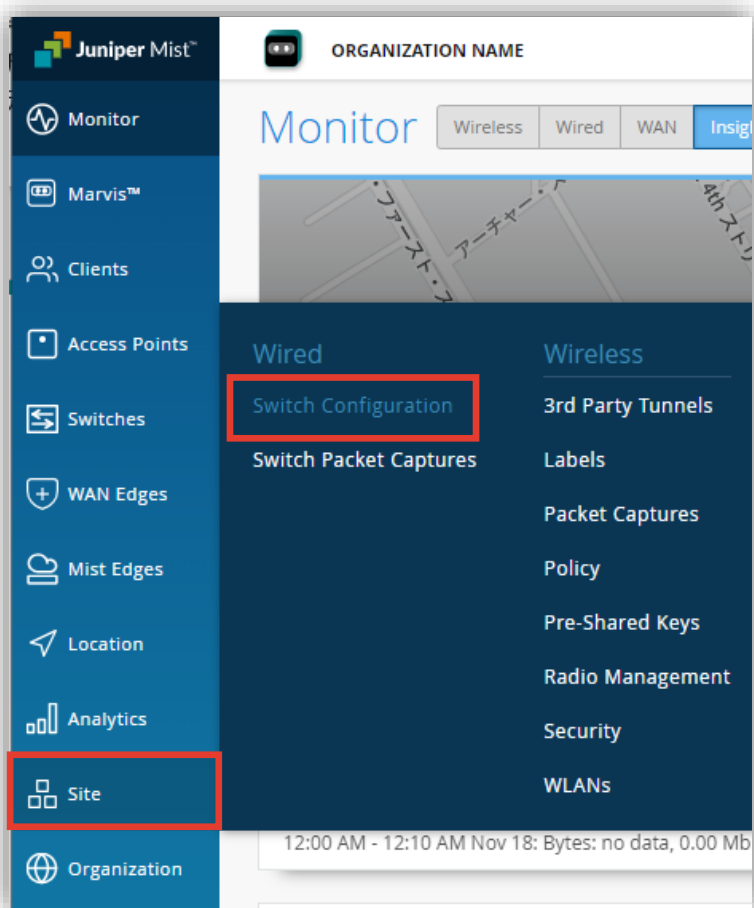 Juniper Mist™
ORGANIZATION NAME
Monitor
Marvis™
Clients
Access Points
Switches
WAN Edges
Mist Edges
Location
Analytics
Site
Organization
Monitor
Wireless
Wired
WAN
ファースト・ス
アーチャー・
4th スト
Wired
Switch Configuration
Switch Packet Captures
Wireless
3rd Party Tunnels
Labels
Packet Captures
Policy
Pre-Shared Keys
Radio Management
Security
WLANs
12:00 AM - 12:10 AM Nov 18: Bytes: no data, 0.00 Mb